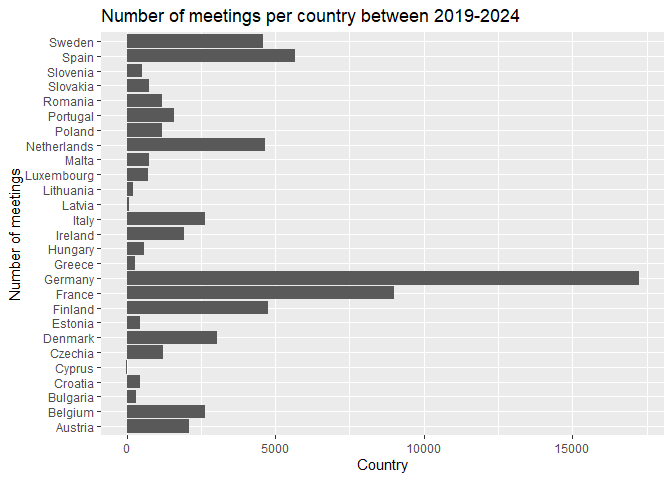 Number of meetings per country between 2019-2024
Number of meetings
Sweden
Spain
Slovenia
Slovakia
Romania
Portugal
Poland
Netherlands
Malta
Luxembourg
Lithuania
Latvia
Italy
Ireland
Hungary
Greece
Germany
France
Finland
Estonia
Denmark
Czechia
Cyprus
Croatia
Bulgaria
Belgium
Austria
0 5000 10000 15000
Country